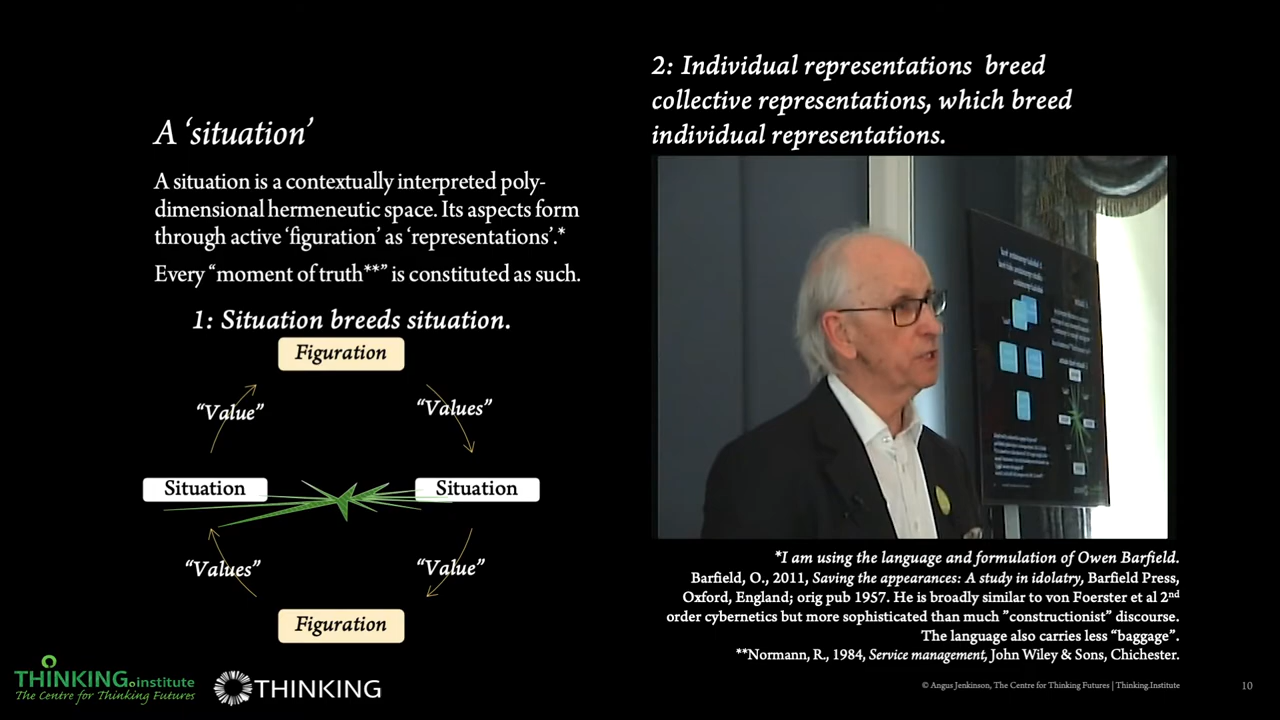 A ‘situation’
A situation is a contextually interpreted poly-
dimensional hermeneutic space. Its aspects form
through active ‘figuration’ as ‘representations’.*
Every “moment of truth**” is constituted as such.
1: Situation breeds situation.
Figuration
“Value”
“Values”
Situation
Situation
“Values”
“Value”
Figuration
THINKING.institute
The Centre for Thinking Futures
THINKING
2: Individual representations breed
collective representations, which breed
individual representations.
*I am using the language and formulation of Owen Barfield.
Barfield, O., 2011, Saving the appearances: A study in idolatry, Barfield Press,
Oxford, England; orig pub 1957. He is broadly similar to von Foerster et al 2nd
order cybernetics but more sophisticated than much ”constructionist” discourse.
The language also carries less “baggage”.
**Normann, R., 1984, Service management, John Wiley & Sons, Chichester.
© Angus Jenkinson, The Centre for Thinking Futures | Thinking.Institute
10